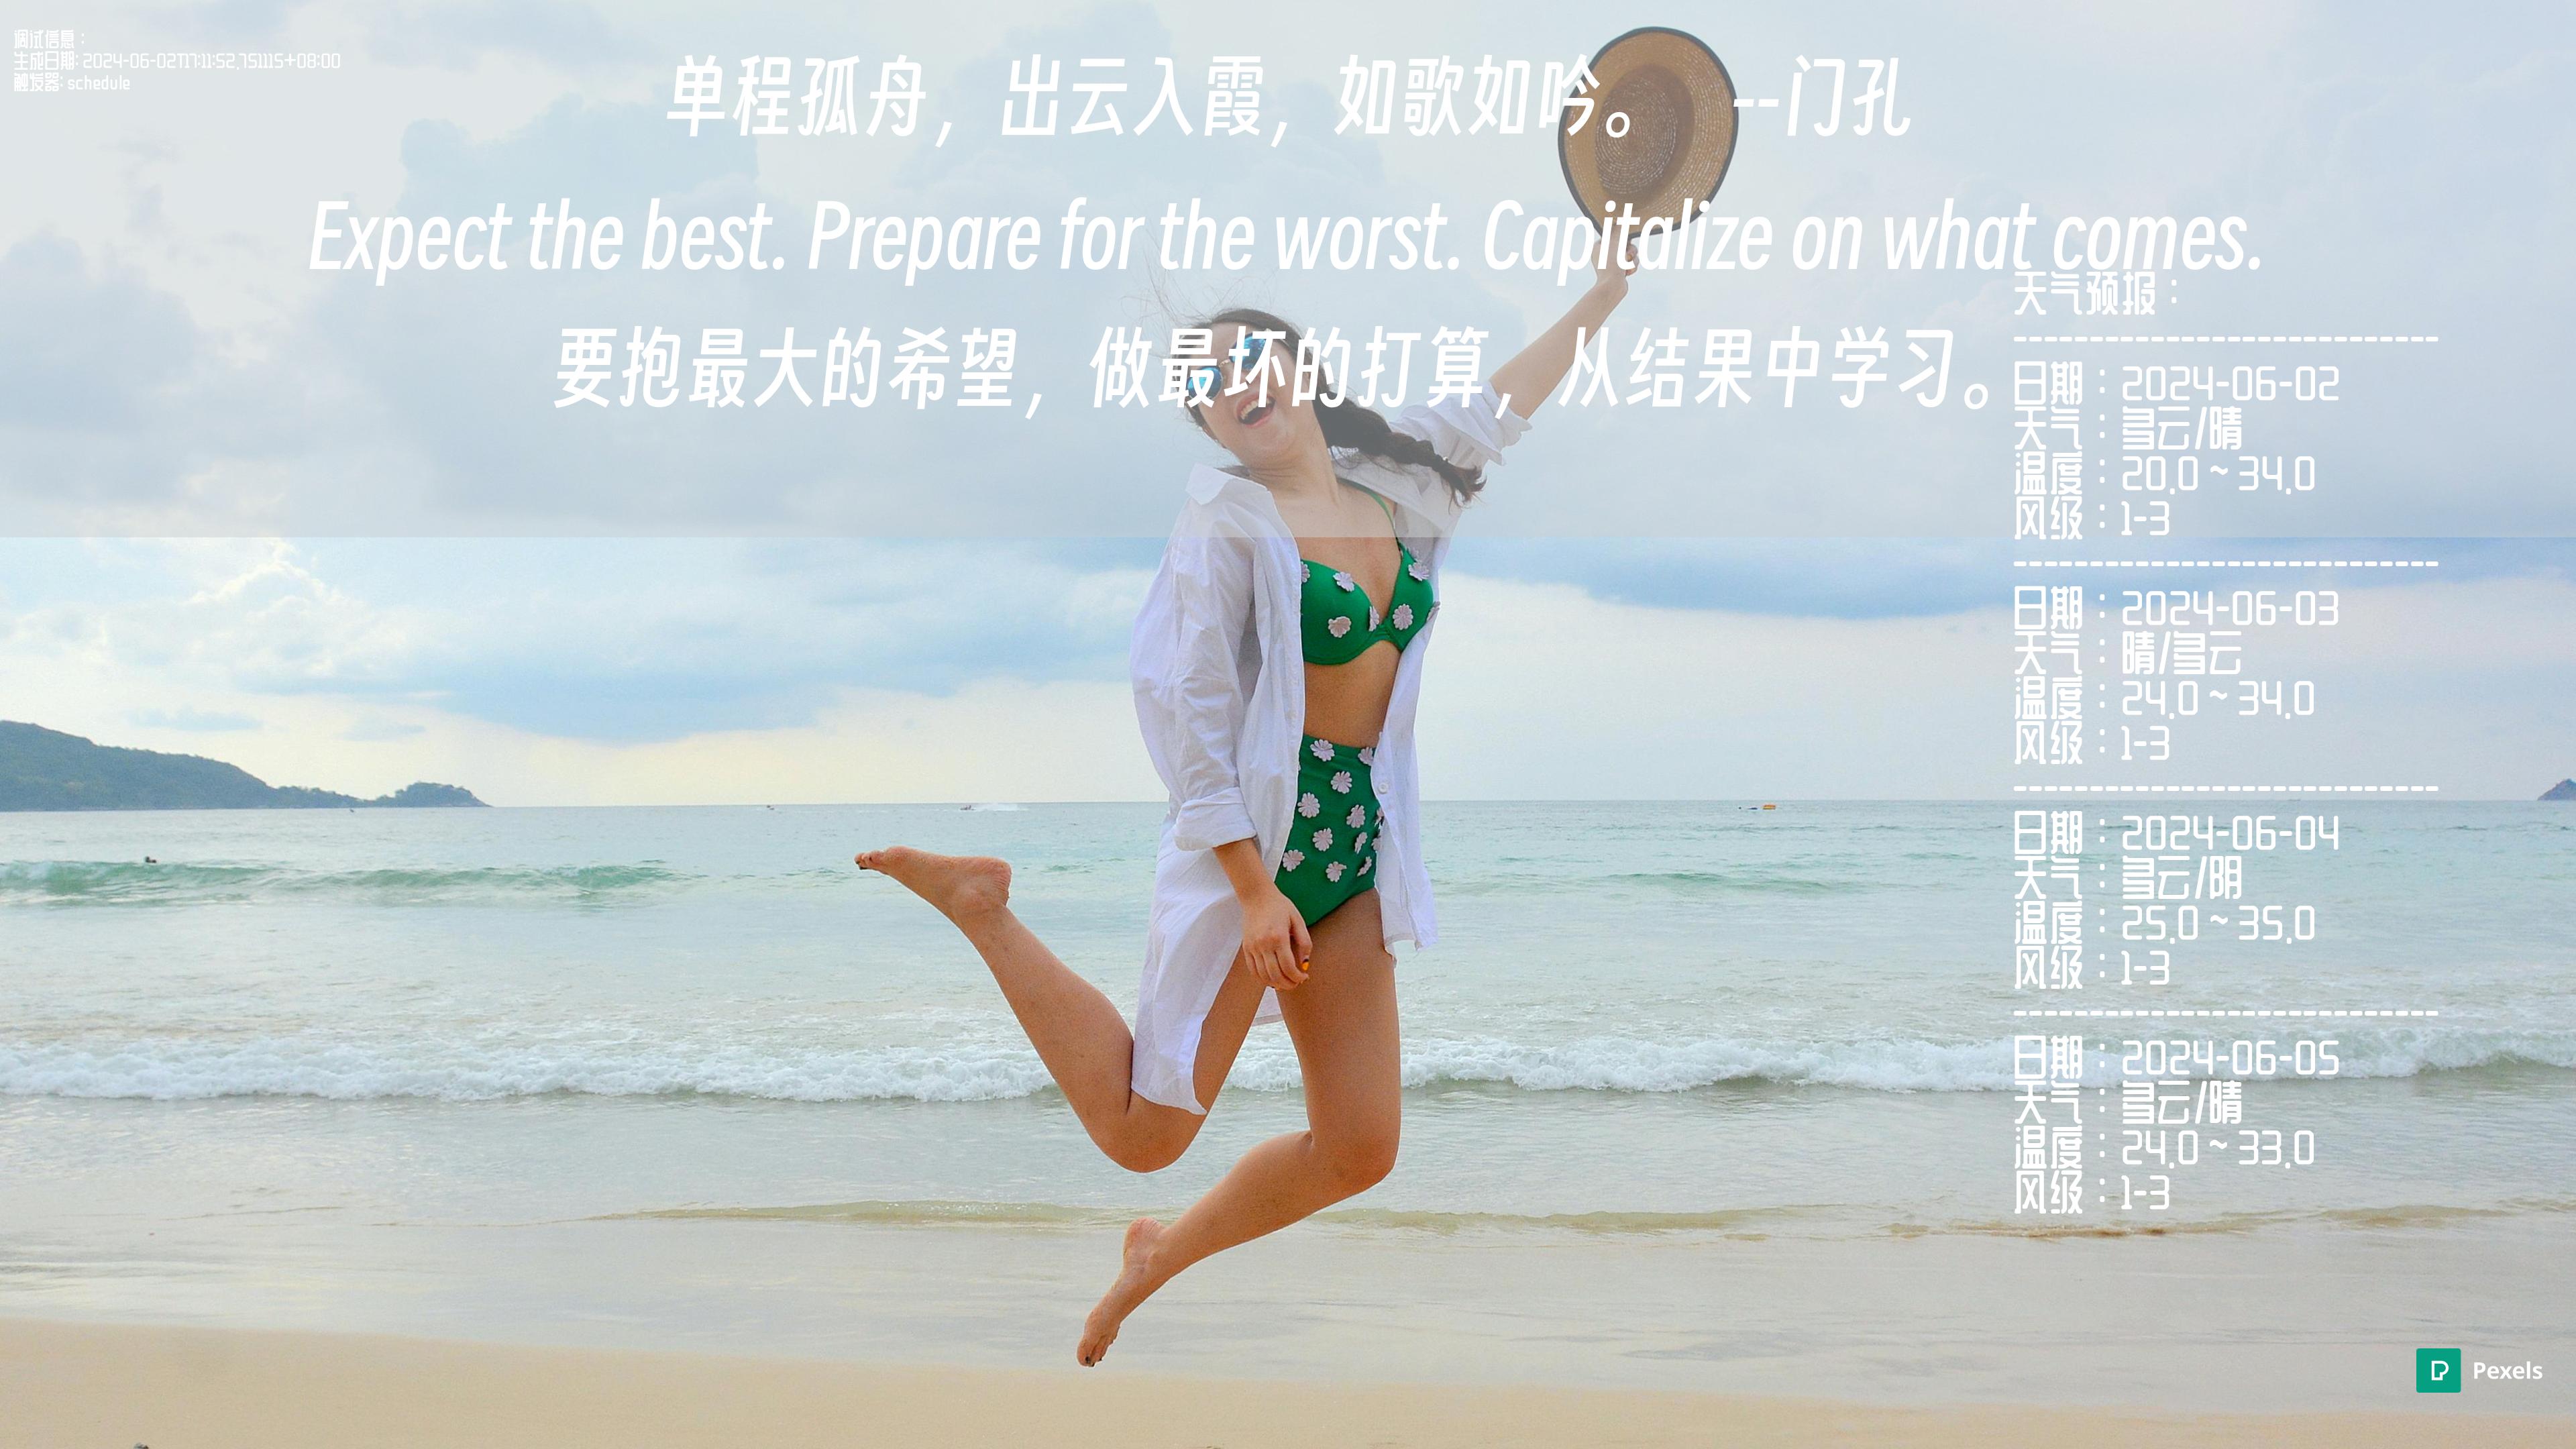 调试信息：
生成日期: 2024-06-02T17:11:52.751115+08:00
触发器: schedule
单程孤舟，出云入霞，如歌如吟。 --门孔
Expect the best. Prepare for the worst. Capitalize on what comes.
要抱最大的希望，做最坏的打算，从结果中学习。
天气预报：
------------------------------
日期：2024-06-02
天气：多云/晴
温度：20.0 ~ 34.0
风级：1-3
------------------------------
日期：2024-06-03
天气：晴/多云
温度：24.0 ~ 34.0
风级：1-3
------------------------------
日期：2024-06-04
天气：多云/阴
温度：25.0 ~ 35.0
风级：1-3
------------------------------
日期：2024-06-05
天气：多云/晴
温度：24.0 ~ 33.0
风级：1-3
Pexels